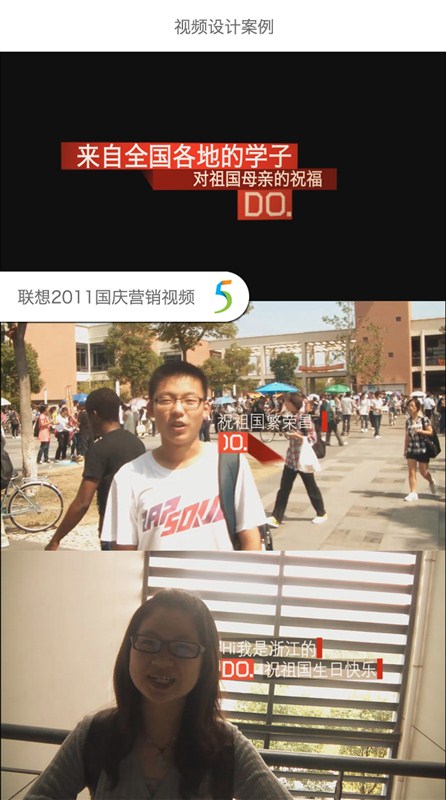 视频设计案例
来自全国各地的学子
对祖国母亲的祝福
DO.
联想2011国庆营销视频
祝祖国繁荣昌
DO.
Hi我是浙江的
DO. 祝祖国生日快乐